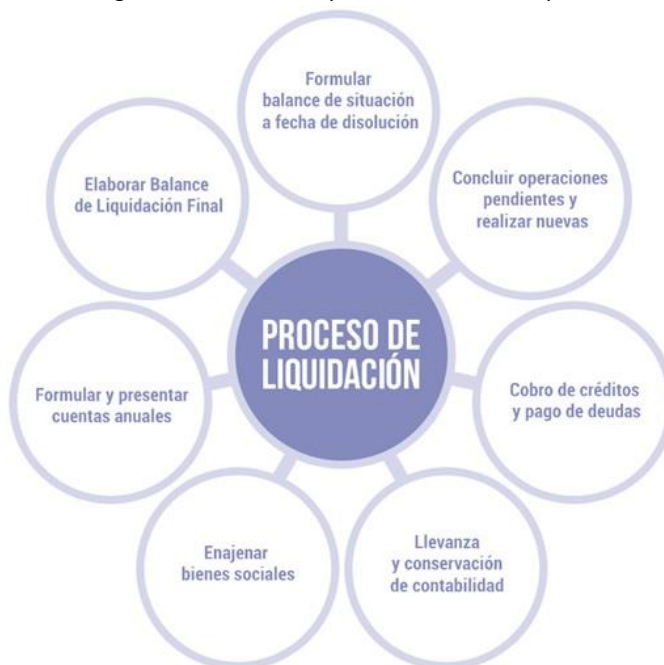 Formular
balance de situación
a fecha de disolución
Concluir operaciones
pendientes y
realizar nuevas
Cobro de créditos
y pago de deudas
Llevanza
y conservación
de contabilidad
Enajenar
bienes sociales
Formular y presentar
cuentas anuales
Elaborar Balance
de Liquidación Final
PROCESO DE
LIQUIDACIÓN